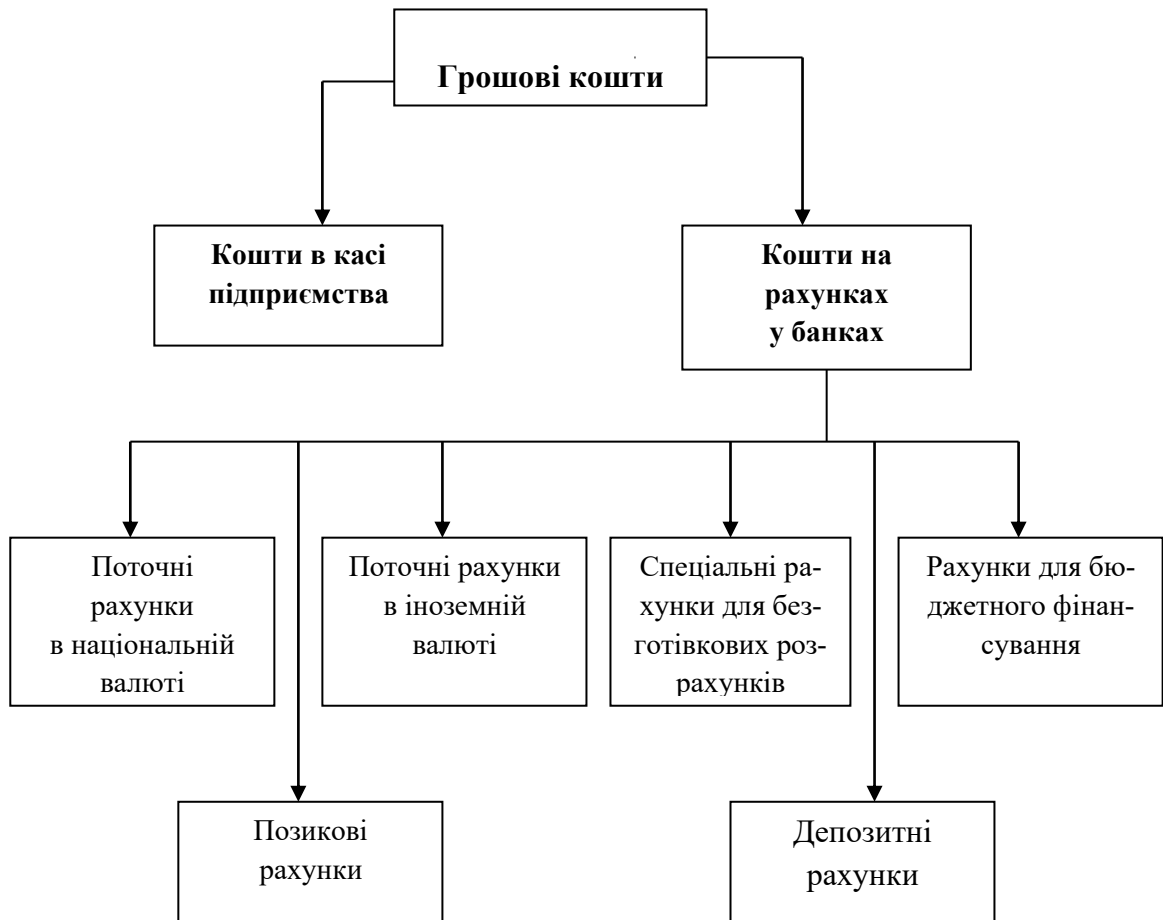 Грошові кошти
Кошти в касі
підприємства
Кошти на
рахунках
у банках
Поточні
рахунки
в національній
валюті
Поточні рахунки
в іноземній
валюті
Спеціальні ра-
хунки для без-
готівкових роз-
рахунків
Рахунки для бю-
джетного фінан-
сування
Позикові
рахунки
Депозитні
рахунки